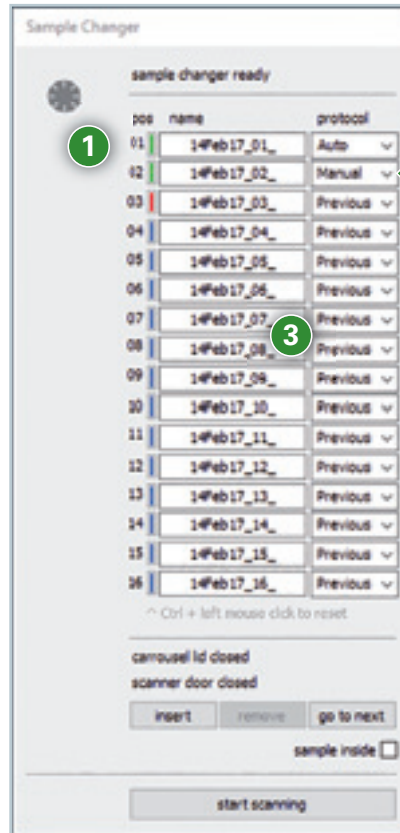 Sample Changer
sample changer ready
pos name protocol
1
01 14Feb17_01_ Auto
02 14Feb17_02_ Manual
03 14Feb17_03_ Previous
04 14Feb17_04_ Previous
05 14Feb17_05_ Previous
06 14Feb17_06_ Previous
07 14Feb17_07_ Previous
3
08 14Feb17_08_ Previous
09 14Feb17_09_ Previous
10 14Feb17_10_ Previous
11 14Feb17_11_ Previous
12 14Feb17_12_ Previous
13 14Feb17_13_ Previous
14 14Feb17_14_ Previous
15 14Feb17_15_ Previous
16 14Feb17_16_ Previous
^ Ctrl + left mouse click to reset
carrousel lid closed
scanner door closed
insert remove go to next
sample inside
start scanning